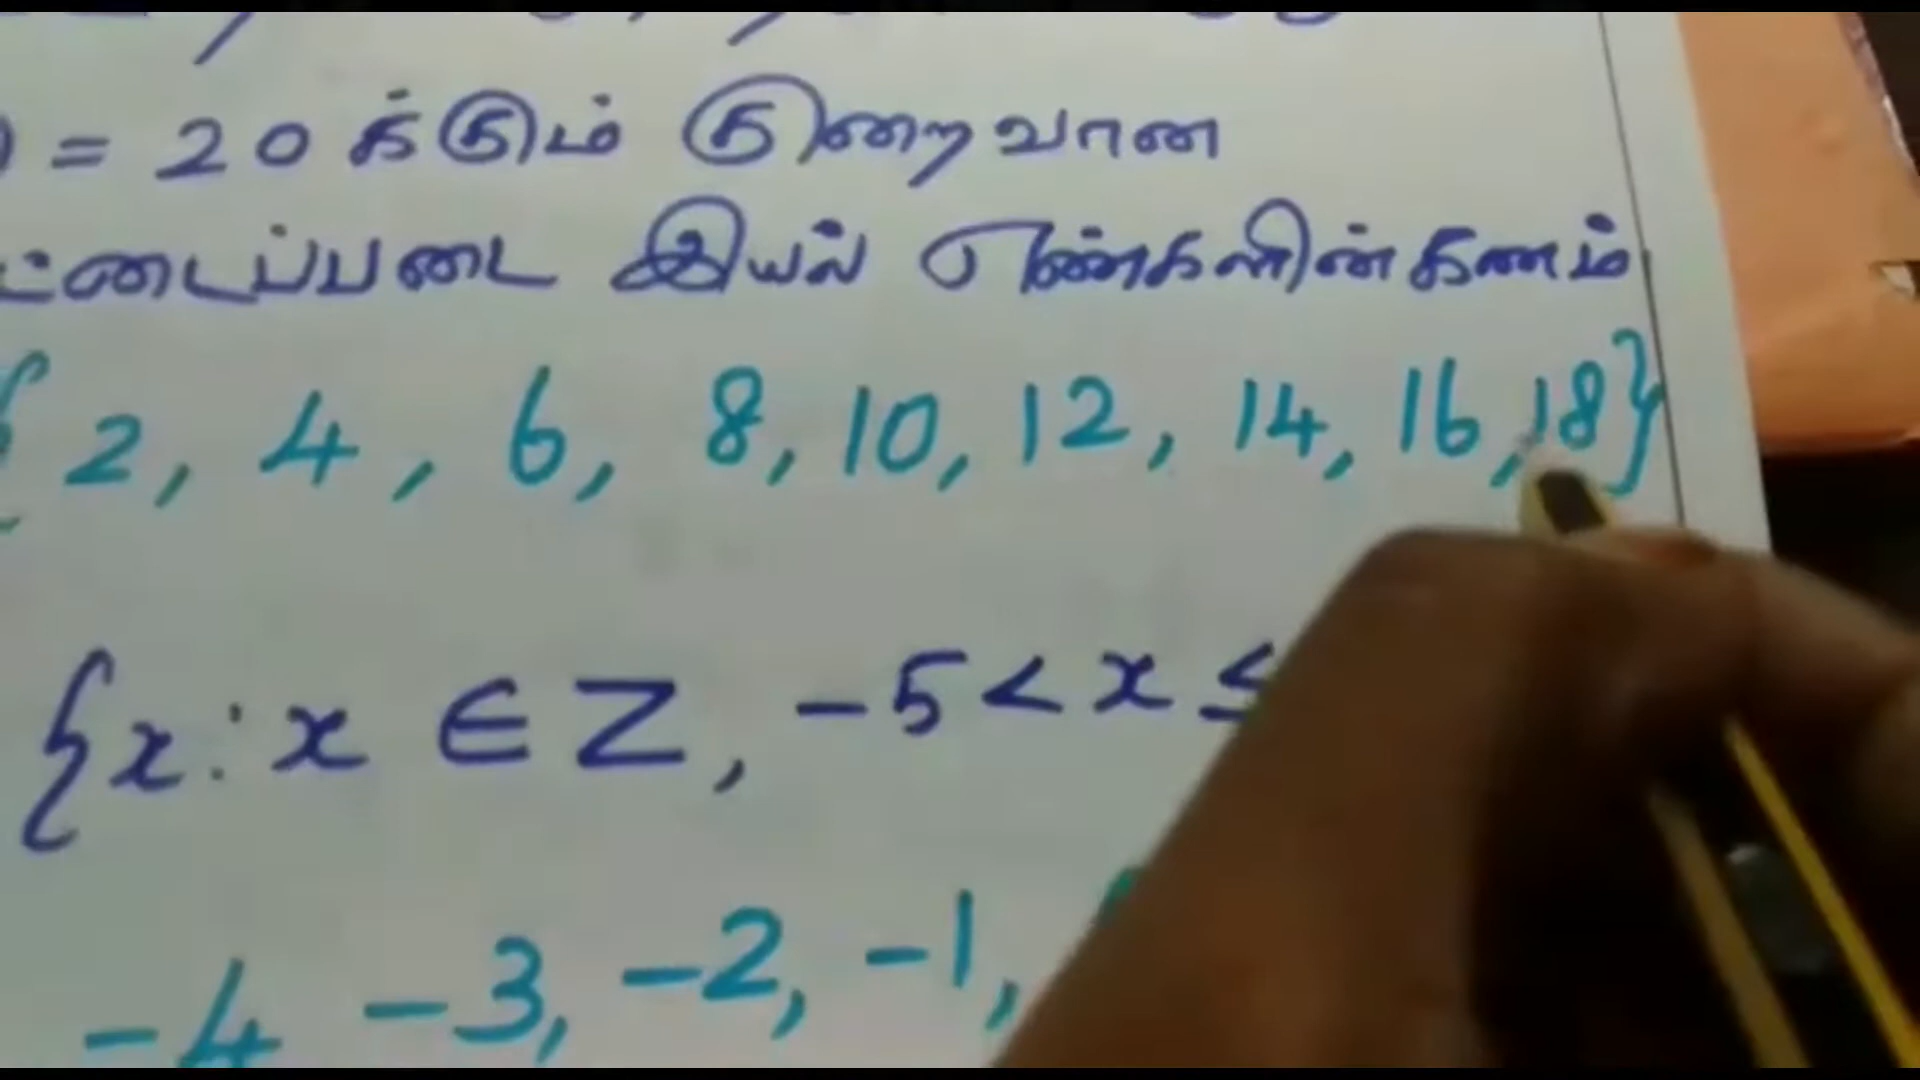 ) = 20 க்கும் குறைவான
ட்டைப்படை இயல் எண்களின் கணம்
{ 2, 4, 6, 8, 10, 12, 14, 16, 18}
{x : x ∈ Z, -5 < x ≤
-4 -3, -2, -1,